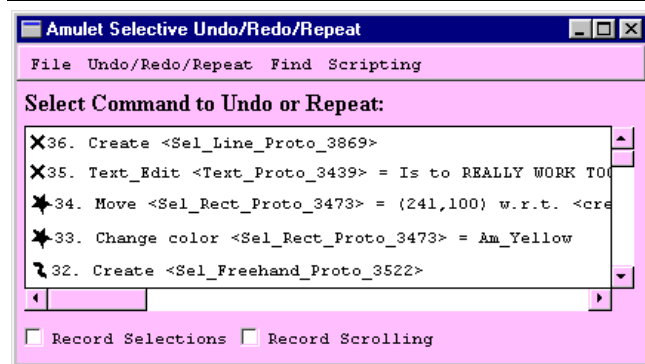 Amulet Selective Undo/Redo/Repeat
File Undo/Redo/Repeat Find Scripting
Select Command to Undo or Repeat:
36. Create <Sel_Line_Proto_3869>
35. Text_Edit <Text_Proto_3439> = Is to REALLY WORK TOO
34. Move <Sel_Rect_Proto_3473> = (241,100) w.r.t. <cre
33. Change color <Sel_Rect_Proto_3473> = Am_Yellow
32. Create <Sel_Freehand_Proto_3522>
Record Selections Record Scrolling